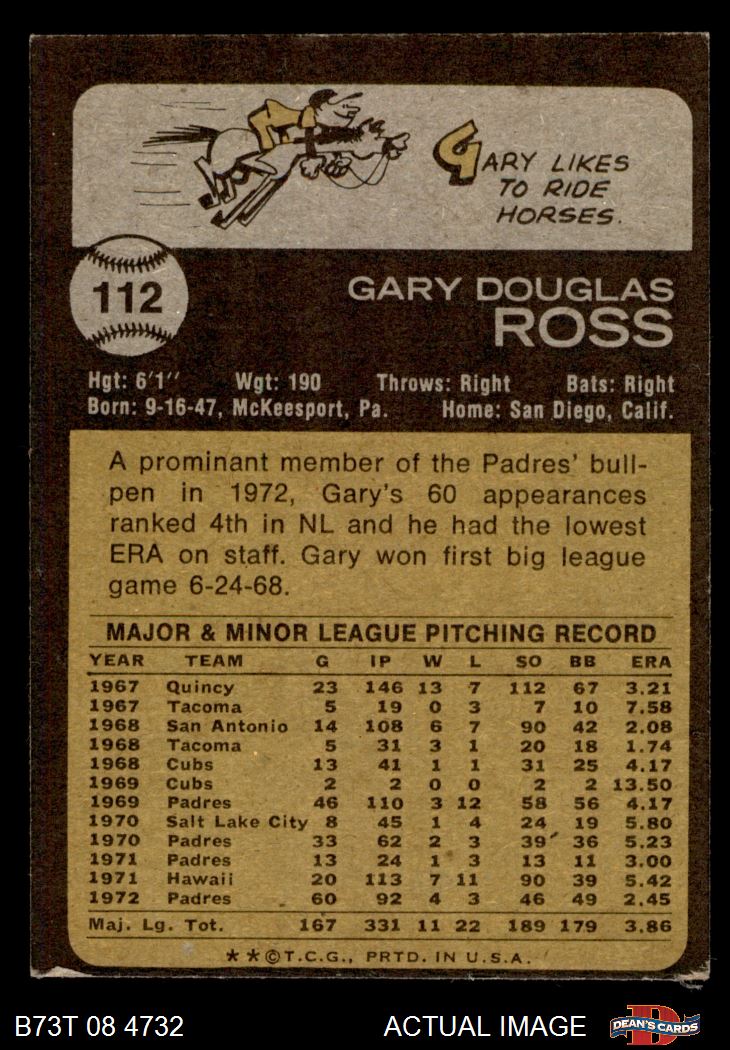 GARY LIKES
TO RIDE
HORSES.
112
GARY DOUGLAS
ROSS
Hgt: 6'1" Wgt: 190 Throws: Right Bats: Right
Born: 9-16-47, McKeesport, Pa. Home: San Diego, Calif.
A prominant member of the Padres' bull-
pen in 1972, Gary's 60 appearances
ranked 4th in NL and he had the lowest
ERA on staff. Gary won first big league
game 6-24-68.
MAJOR & MINOR LEAGUE PITCHING RECORD
YEAR TEAM G IP W L SO BB ERA
1967 Quincy 23 146 13 7 112 67 3.21
1967 Tacoma 5 19 0 3 7 10 7.58
1968 San Antonio 14 108 6 7 90 42 2.08
1968 Tacoma 5 31 3 1 20 18 1.74
1968 Cubs 13 41 1 1 31 25 4.17
1969 Cubs 2 2 0 0 2 2 13.50
1969 Padres 46 110 3 12 58 56 4.17
1970 Salt Lake City 8 45 1 4 24 19 5.80
1970 Padres 33 62 2 3 39 36 5.23
1971 Padres 13 24 1 3 13 11 3.00
1971 Hawaii 20 113 7 11 90 39 5.42
1972 Padres 60 92 4 3 46 49 2.45
Maj. Lg. Tot. 167 331 11 22 189 179 3.86
**©T.C.G., PRTD. IN U.S.A.
B73T 08 4732 ACTUAL IMAGE D DEAN'S CARDS